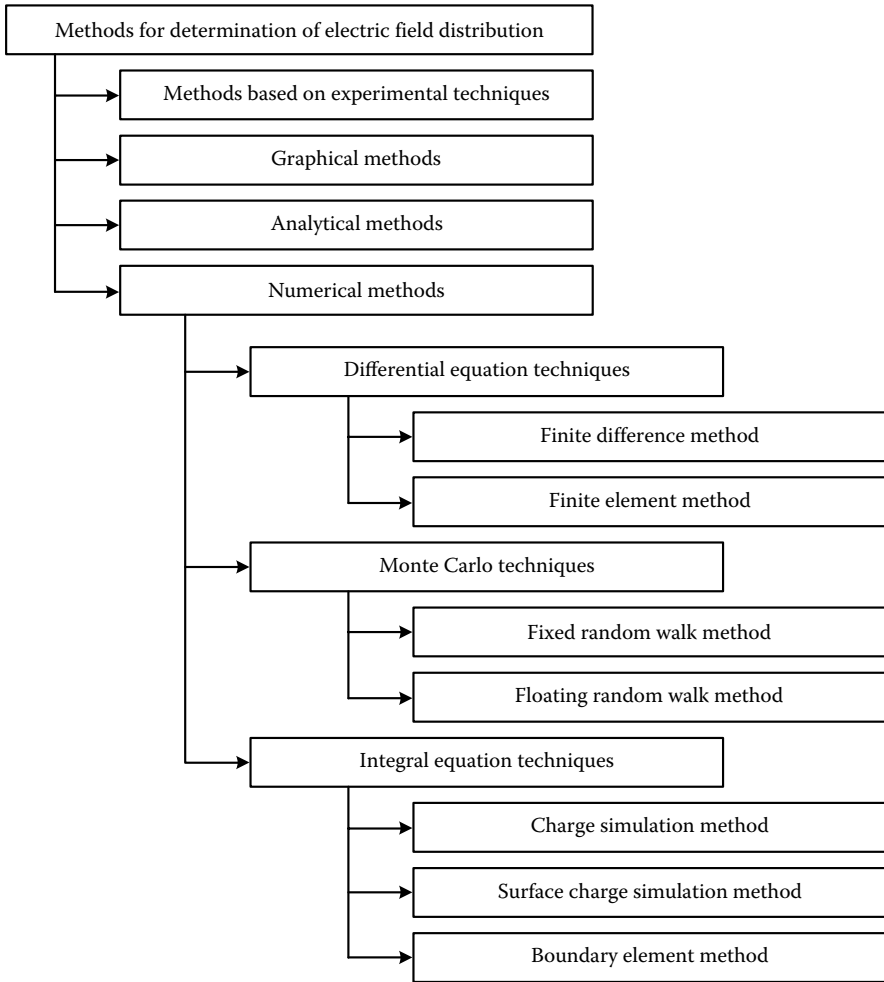 Methods for determination of electric field distribution
Methods based on experimental techniques
Graphical methods
Analytical methods
Numerical methods
Differential equation techniques
Finite difference method
Finite element method
Monte Carlo techniques
Fixed random walk method
Floating random walk method
Integral equation techniques
Charge simulation method
Surface charge simulation method
Boundary element method